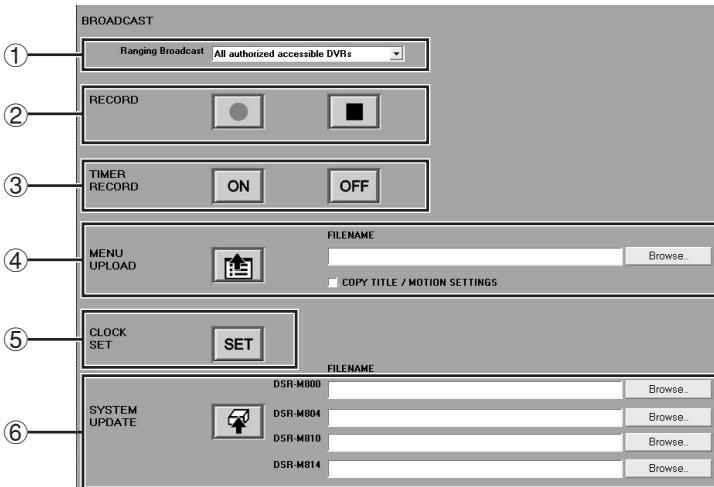 BROADCAST
① Ranging Broadcast All authorized accessible DVRs
② RECORD
③ TIMER RECORD ON OFF
FILENAME
④ MENU UPLOAD Browse..
COPY TITLE / MOTION SETTINGS
⑤ CLOCK SET SET
FILENAME
DSR-M800 Browse..
⑥ SYSTEM UPDATE
DSR-M804 Browse..
DSR-M810 Browse..
DSR-M814 Browse..